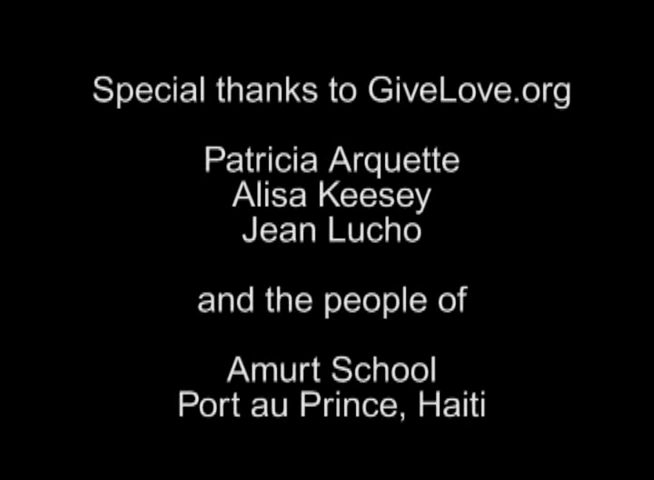 Special thanks to GiveLove.org
Patricia Arquette
Alisa Keesey
Jean Lucho
and the people of
Amurt School
Port au Prince, Haiti